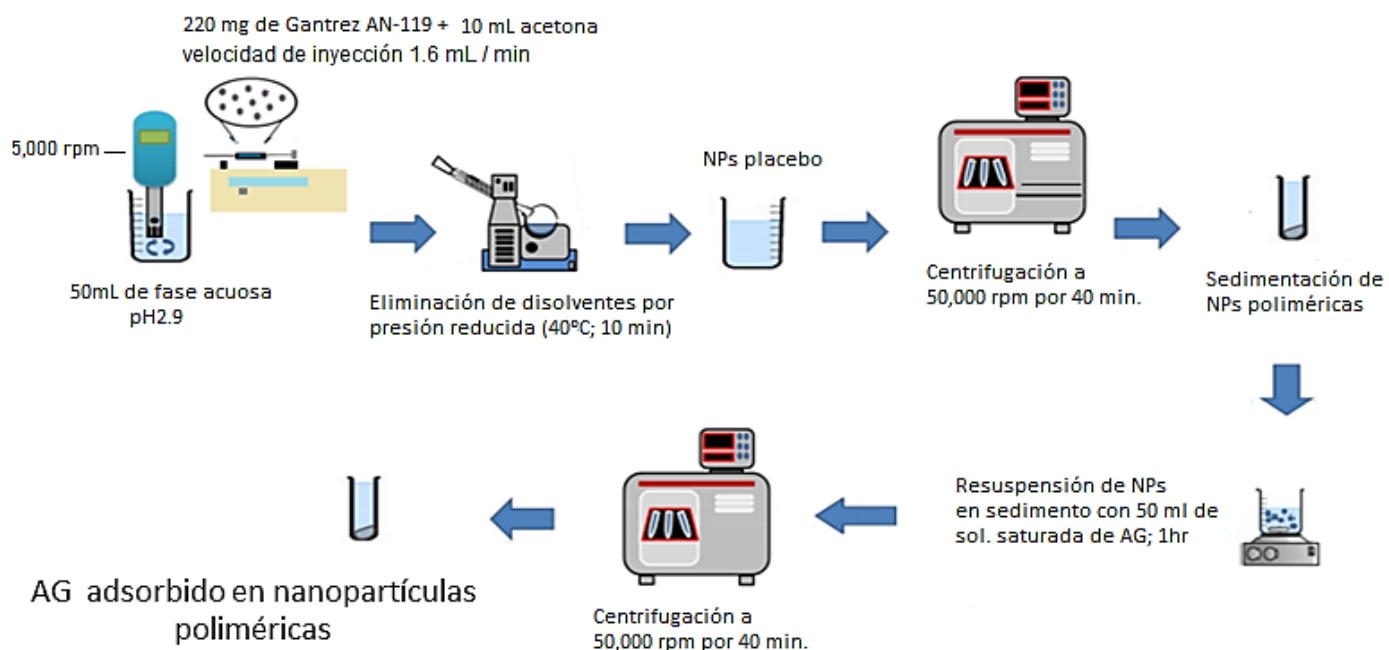 220 mg de Gantrez AN-119 + 10 mL acetona
velocidad de inyección 1.6 mL / min
5,000 rpm
50mL de fase acuosa
pH2.9
Eliminación de disolventes por
presión reducida (40ºC; 10 min)
NPs placebo
Centrifugación a
50,000 rpm por 40 min.
Sedimentación de
NPs poliméricas
Resuspensión de NPs
en sedimento con 50 ml de
sol. saturada de AG; 1hr
Centrifugación a
50,000 rpm por 40 min.
AG adsorbido en nanopartículas
poliméricas